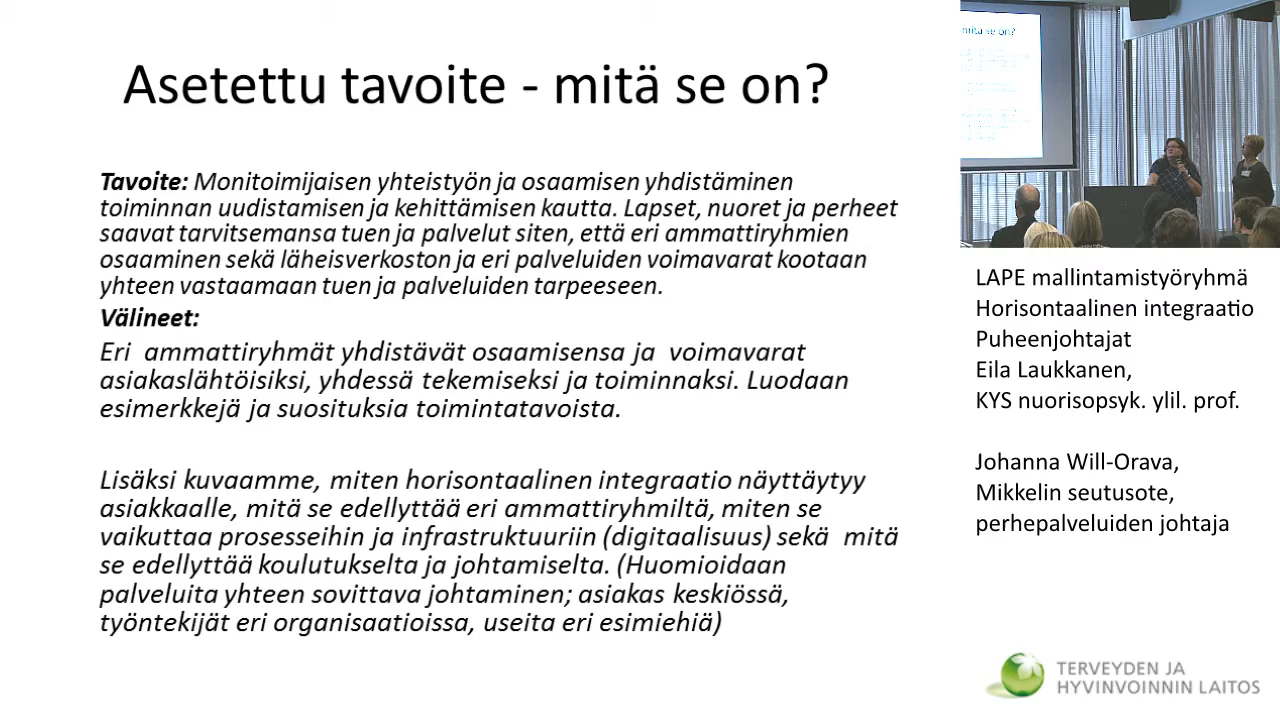 Asetettu tavoite - mitä se on?
Tavoite: Monitoimijaisen yhteistyön ja osaamisen yhdistäminen
toiminnan uudistamisen ja kehittämisen kautta. Lapset, nuoret ja perheet
saavat tarvitsemansa tuen ja palvelut siten, että eri ammattiryhmien
osaaminen sekä läheisverkoston ja eri palveluiden voimavarat kootaan
yhteen vastaamaan tuen ja palveluiden tarpeeseen.
Välineet:
Eri ammattiryhmät yhdistävät osaamisensa ja voimavarat
asiakaslähtöisiksi, yhdessä tekemiseksi ja toiminnaksi. Luodaan
esimerkkejä ja suosituksia toimintatavoista.
Lisäksi kuvaamme, miten horisontaalinen integraatio näyttäytyy
asiakkaalle, mitä se edellyttää eri ammattiryhmiltä, miten se
vaikuttaa prosesseihin ja infrastruktuuriin (digitaalisuus) sekä mitä
se edellyttää koulutukselta ja johtamiselta. (Huomioidaan
palveluita yhteen sovittava johtaminen; asiakas keskiössä,
työntekijät eri organisaatioissa, useita eri esimiehiä)
mitä se on?
LAPE mallintamistyöryhmä
Horisontaalinen integraatio
Puheenjohtajat
Eila Laukkanen,
KYS nuorisopsyk. ylil. prof.
Johanna Will-Orava,
Mikkelin seutusote,
perhepalveluiden johtaja
TERVEYDEN JA
HYVINVOINNIN LAITOS